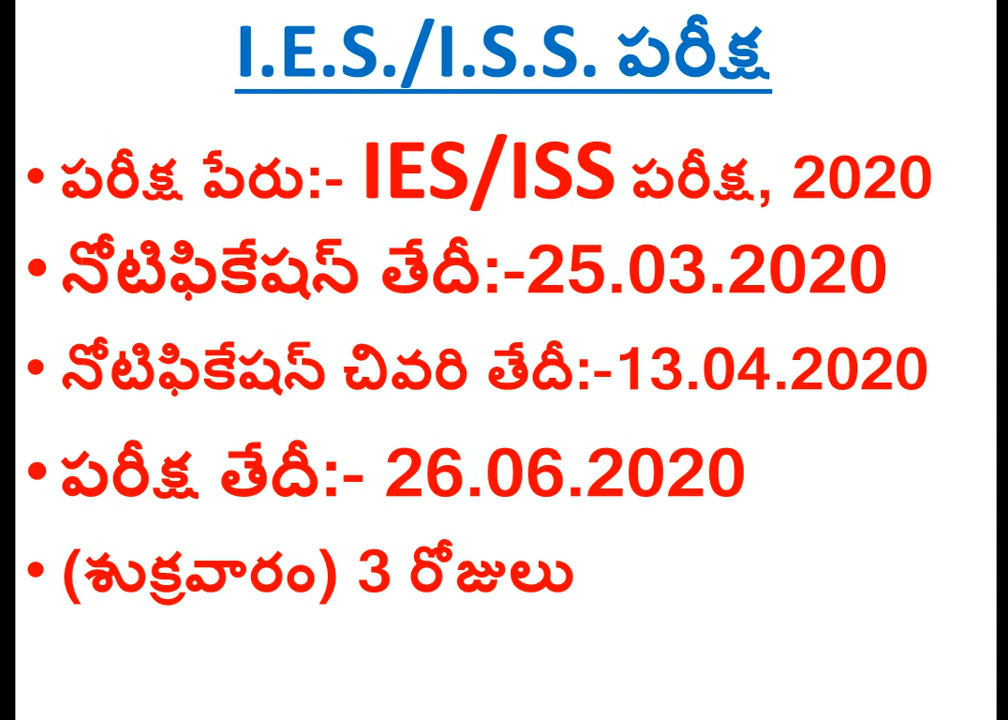 I.E.S./I.S.S. పరీక్ష
• పరీక్ష పేరు:- IES/ISS పరీక్ష, 2020
• నోటిఫికేషన్ తేదీ:-25.03.2020
• నోటిఫికేషన్ చివరి తేదీ:-13.04.2020
• పరీక్ష తేదీ:- 26.06.2020
• (శుక్రవారం) 3 రోజులు